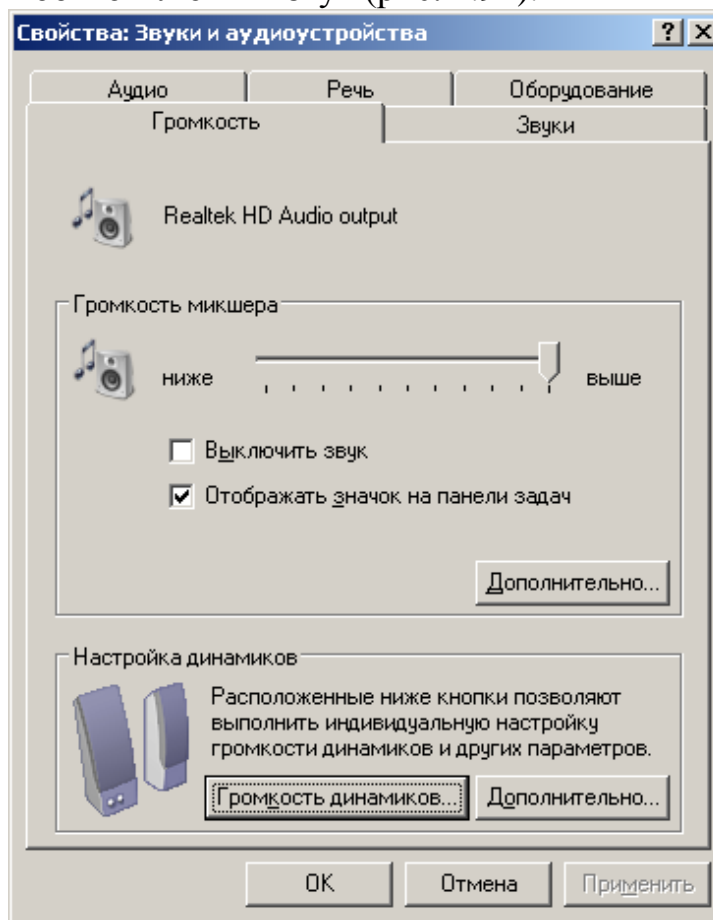 Свойства: Звуки и аудиоустройства
Аудио Речь Оборудование
Громкость Звуки
Realtek HD Audio output
Громкость микшера
ниже выше
Выключить звук
Отображать значок на панели задач
Дополнительно...
Настройка динамиков
Расположенные ниже кнопки позволяют
выполнить индивидуальную настройку
громкости динамиков и других параметров.
Громкость динамиков... Дополнительно...
OK Отмена Применить